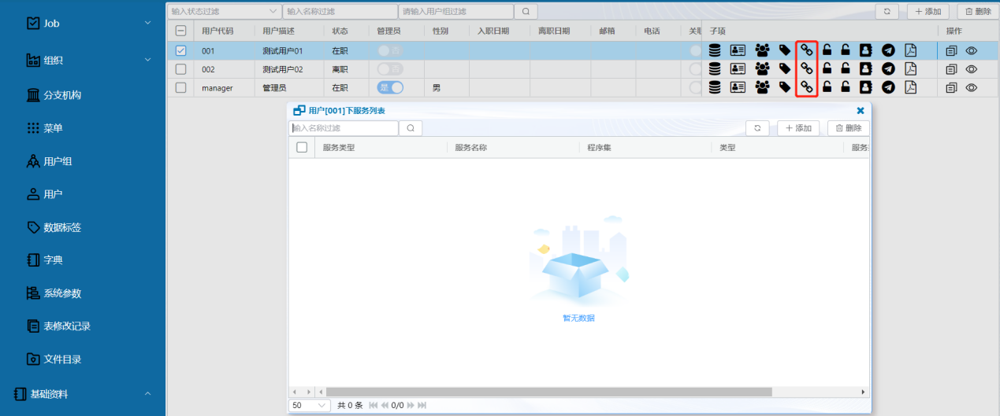 Job
组织
分支机构
菜单
用户组
用户
数据标签
字典
系统参数
表修改记录
文件目录
基础资料
输入状态过滤 输入名称过滤 请输入用户组过滤 添加 删除
用户代码 用户描述 状态 管理员 性别 入职日期 离职日期 邮箱 电话 关联 子项 操作
001 测试用户01 在职 否
002 测试用户02 离职 否
manager 管理员 在职 是 男
用户[001]下服务列表
输入名称过滤 添加 删除
服务类型 服务名称 程序集 类型 服务
暂无数据
50 共 0 条 0/0